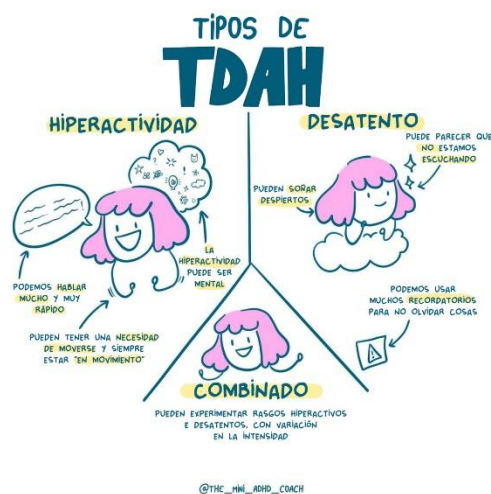 TIPOS DE
TDAH
HIPERACTIVIDAD
PODEMOS HABLAR
MUCHO Y MUY
RÁPIDO
LA
HIPERACTIVIDAD
PUEDE SER
MENTAL
PUEDEN TENER UNA NECESIDAD
DE MOVERSE Y SIEMPRE
ESTAR "EN MOVIMIENTO"
DESATENTO
PUEDE PARECER QUE
NO ESTAMOS
ESCUCHANDO
PUEDEN SOÑAR
DESPIERTOS
PODEMOS USAR
MUCHOS RECORDATORIOS
PARA NO OLVIDAR COSAS
COMBINADO
PUEDEN EXPERIMENTAR RASGOS HIPERACTIVOS
E DESATENTOS, CON VARIACIÓN
EN LA INTENSIDAD
@THE_MINI_ADHD_COACH